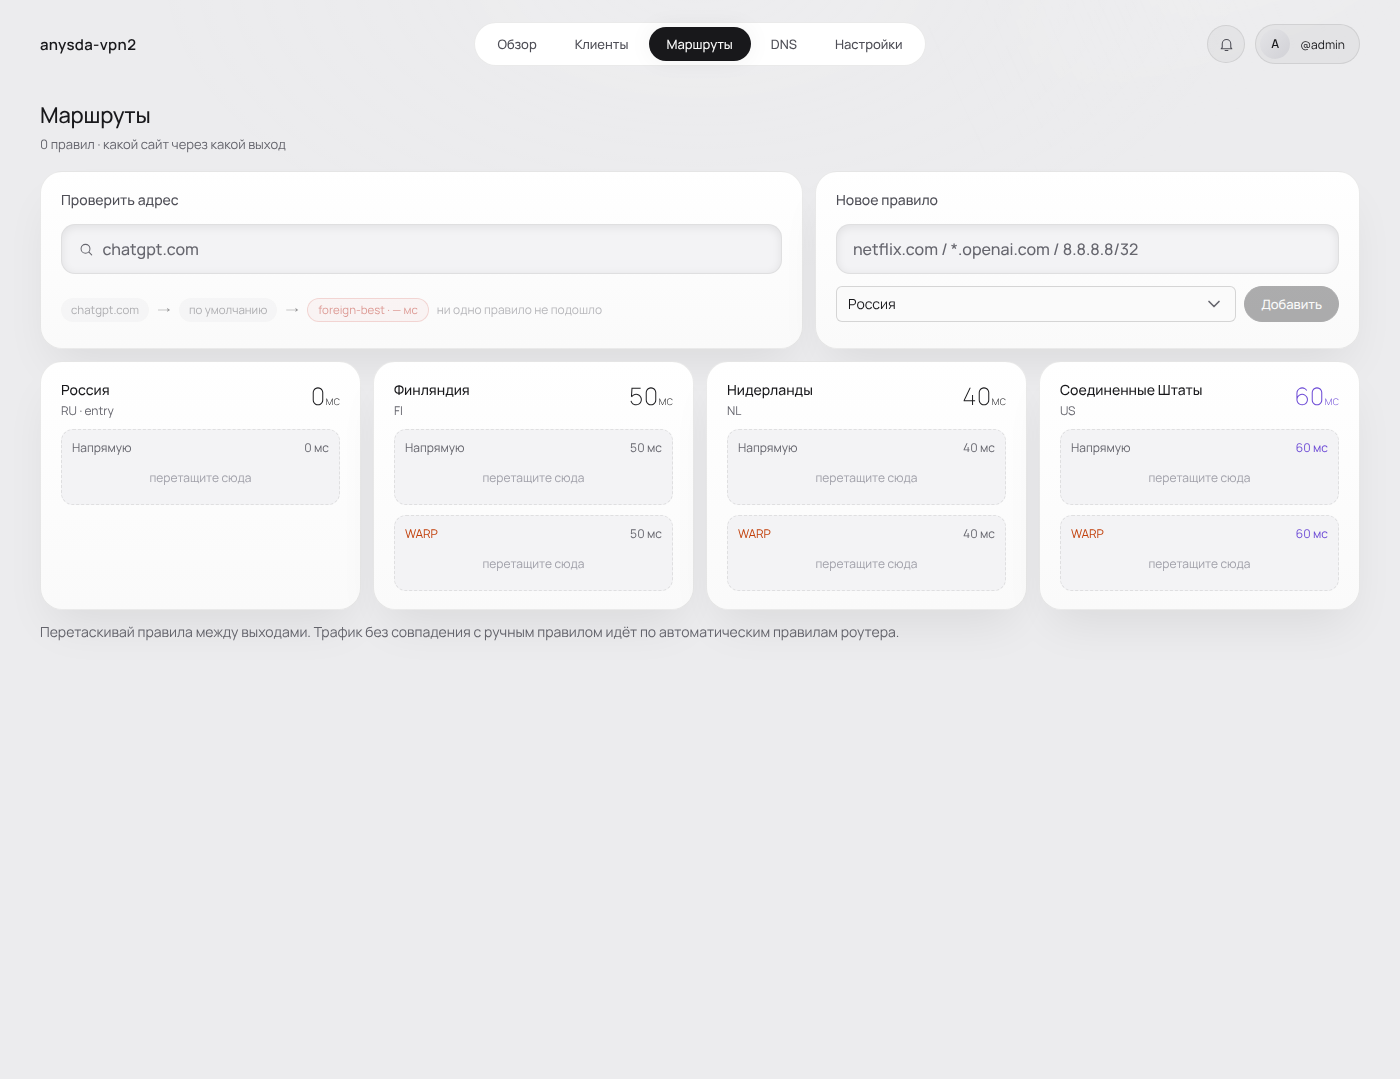 anysda-vpn2
Обзор Клиенты Маршруты DNS Настройки
A @admin
Маршруты
0 правил · какой сайт через какой выход
Проверить адрес
chatgpt.com
chatgpt.com → по умолчанию → foreign-best · — мс ни одно правило не подошло
Новое правило
netflix.com / *.openai.com / 8.8.8.8/32
Россия Добавить
Россия 0мс
RU · entry
Напрямую 0 мс
перетащите сюда
Финляндия 50мс
FI
Напрямую 50 мс
перетащите сюда
WARP 50 мс
перетащите сюда
Нидерланды 40мс
NL
Напрямую 40 мс
перетащите сюда
WARP 40 мс
перетащите сюда
Соединенные Штаты 60мс
US
Напрямую 60 мс
перетащите сюда
WARP 60 мс
перетащите сюда
Перетаскивай правила между выходами. Трафик без совпадения с ручным правилом идёт по автоматическим правилам роутера.